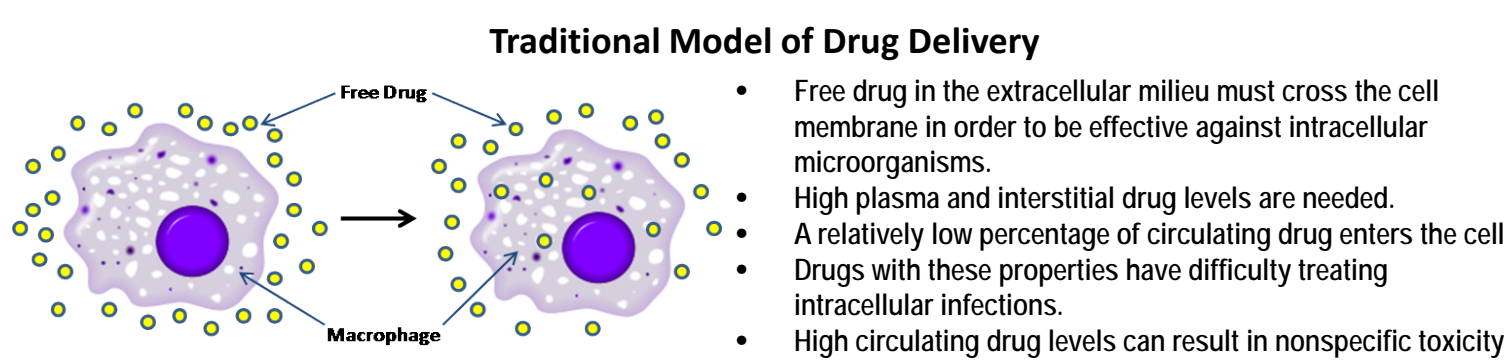 Traditional Model of Drug Delivery
Free Drug
Macrophage
• Free drug in the extracellular milieu must cross the cell
membrane in order to be effective against intracellular
microorganisms.
• High plasma and interstitial drug levels are needed.
• A relatively low percentage of circulating drug enters the cell
• Drugs with these properties have difficulty treating
intracellular infections.
• High circulating drug levels can result in nonspecific toxicity